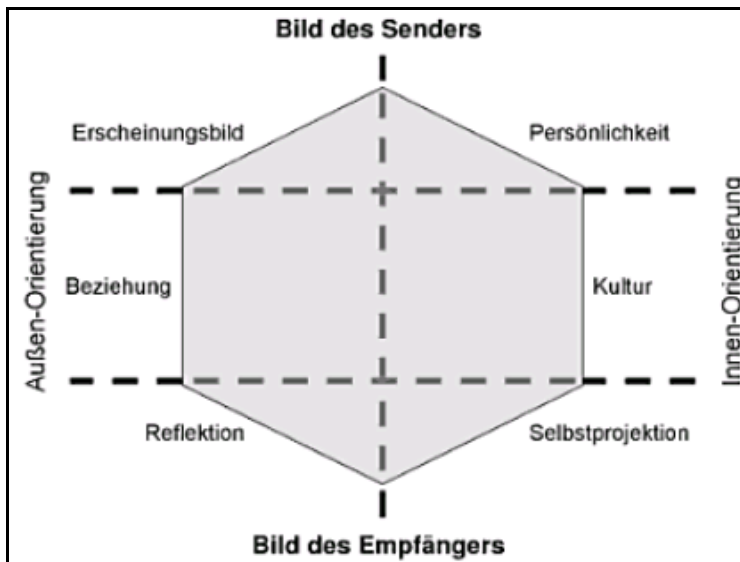 Bild des Senders
Erscheinungsbild
Persönlichkeit
Außen-Orientierung
Beziehung
Kultur
Innen-Orientierung
Reflektion
Selbstprojektion
Bild des Empfängers